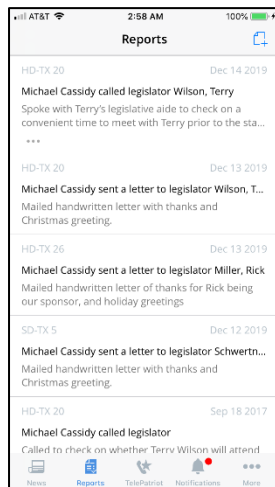 AT&T 2:58 AM 100%
Reports
HD-TX 20 Dec 14 2019
Michael Cassidy called legislator Wilson, Terry
Spoke with Terry's legislative aide to check on a
convenient time to meet with Terry prior to the sta...
HD-TX 20 Dec 13 2019
Michael Cassidy sent a letter to legislator Wilson, T...
Mailed handwritten letter with thanks and
Christmas greeting.
HD-TX 26 Dec 13 2019
Michael Cassidy sent a letter to legislator Miller, Rick
Mailed handwritten letter of thanks for Rick being
our sponsor, and holiday greetings
SD-TX 5 Dec 12 2019
Michael Cassidy sent a letter to legislator Schwertn...
Mailed handwritten letter with thanks and
Christmas greeting.
HD-TX 20 Sep 18 2017
Michael Cassidy called legislator
Called to check on whether Terry Wilson will attend
News Reports TelePatriot Notifications More